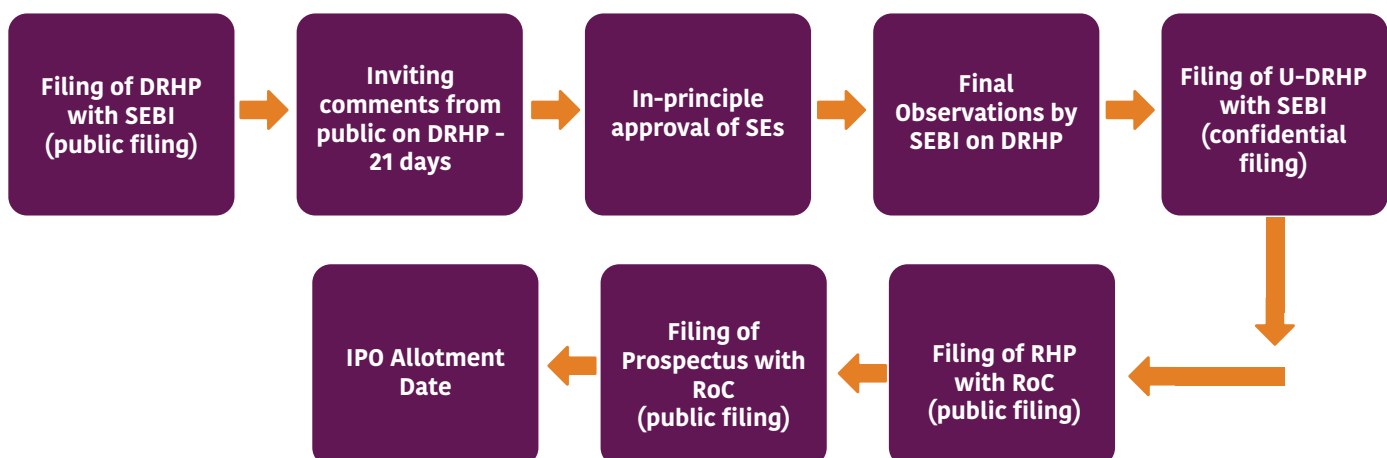 Filing of DRHP
with SEBI
(public filing)
Inviting
comments from
public on DRHP -
21 days
In-principle
approval of SEs
Final
Observations by
SEBI on DRHP
Filing of U-DRHP
with SEBI
(confidential
filing)
Filing of RHP
with RoC
(public filing)
Filing of
Prospectus with
RoC
(public filing)
IPO Allotment
Date